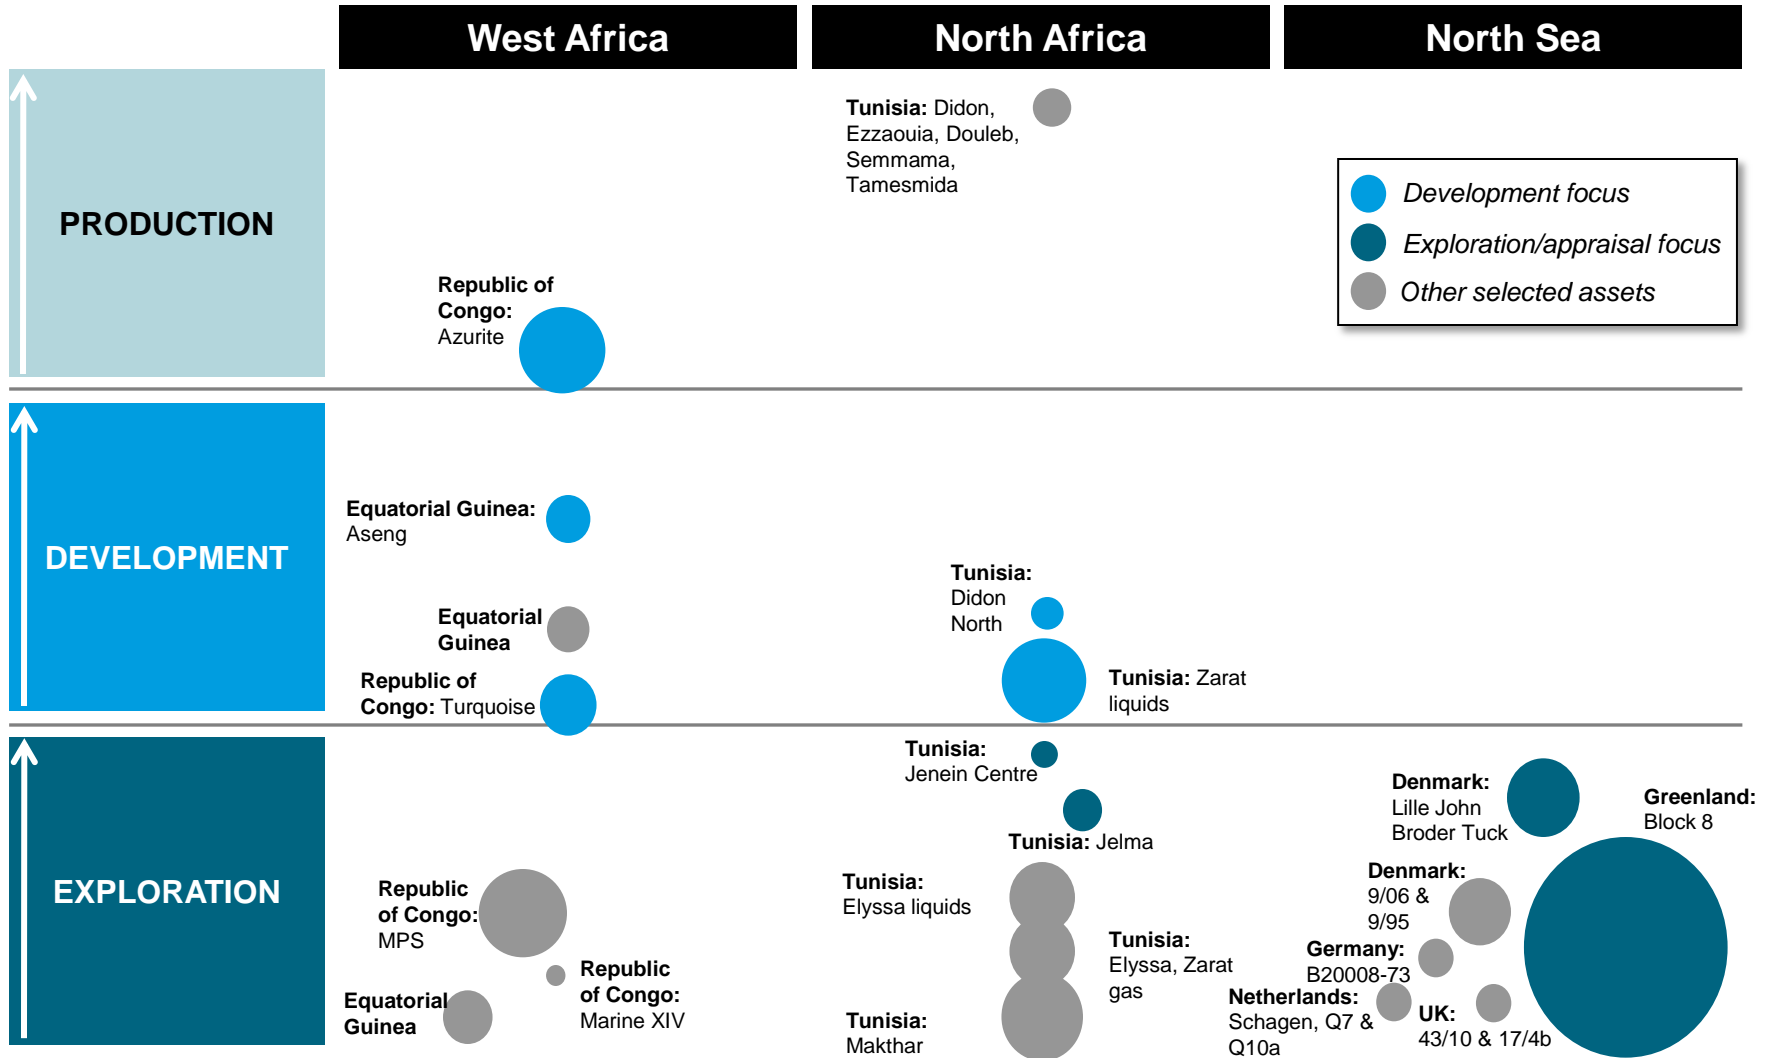 West Africa
North Africa
North Sea
PRODUCTION
Tunisia: Didon,
Ezzaouia, Douleb,
Semmama,
Tamesmida
Development focus
Exploration/appraisal focus
Other selected assets
Republic of
Congo:
Azurite
DEVELOPMENT
Equatorial Guinea:
Aseng
Equatorial
Guinea
Republic of
Congo: Turquoise
Tunisia:
Didon
North
Tunisia: Zarat
liquids
EXPLORATION
Republic
of Congo:
MPS
Republic
of Congo:
Marine XIV
Equatorial
Guinea
Tunisia:
Jenein Centre
Tunisia: Jelma
Tunisia:
Elyssa liquids
Tunisia:
Elyssa, Zarat
gas
Tunisia:
Makthar
Denmark:
Lille John
Broder Tuck
Greenland:
Block 8
Denmark:
9/06 &
9/95
Germany:
B20008-73
Netherlands:
Schagen, Q7 &
Q10a
UK:
43/10 & 17/4b